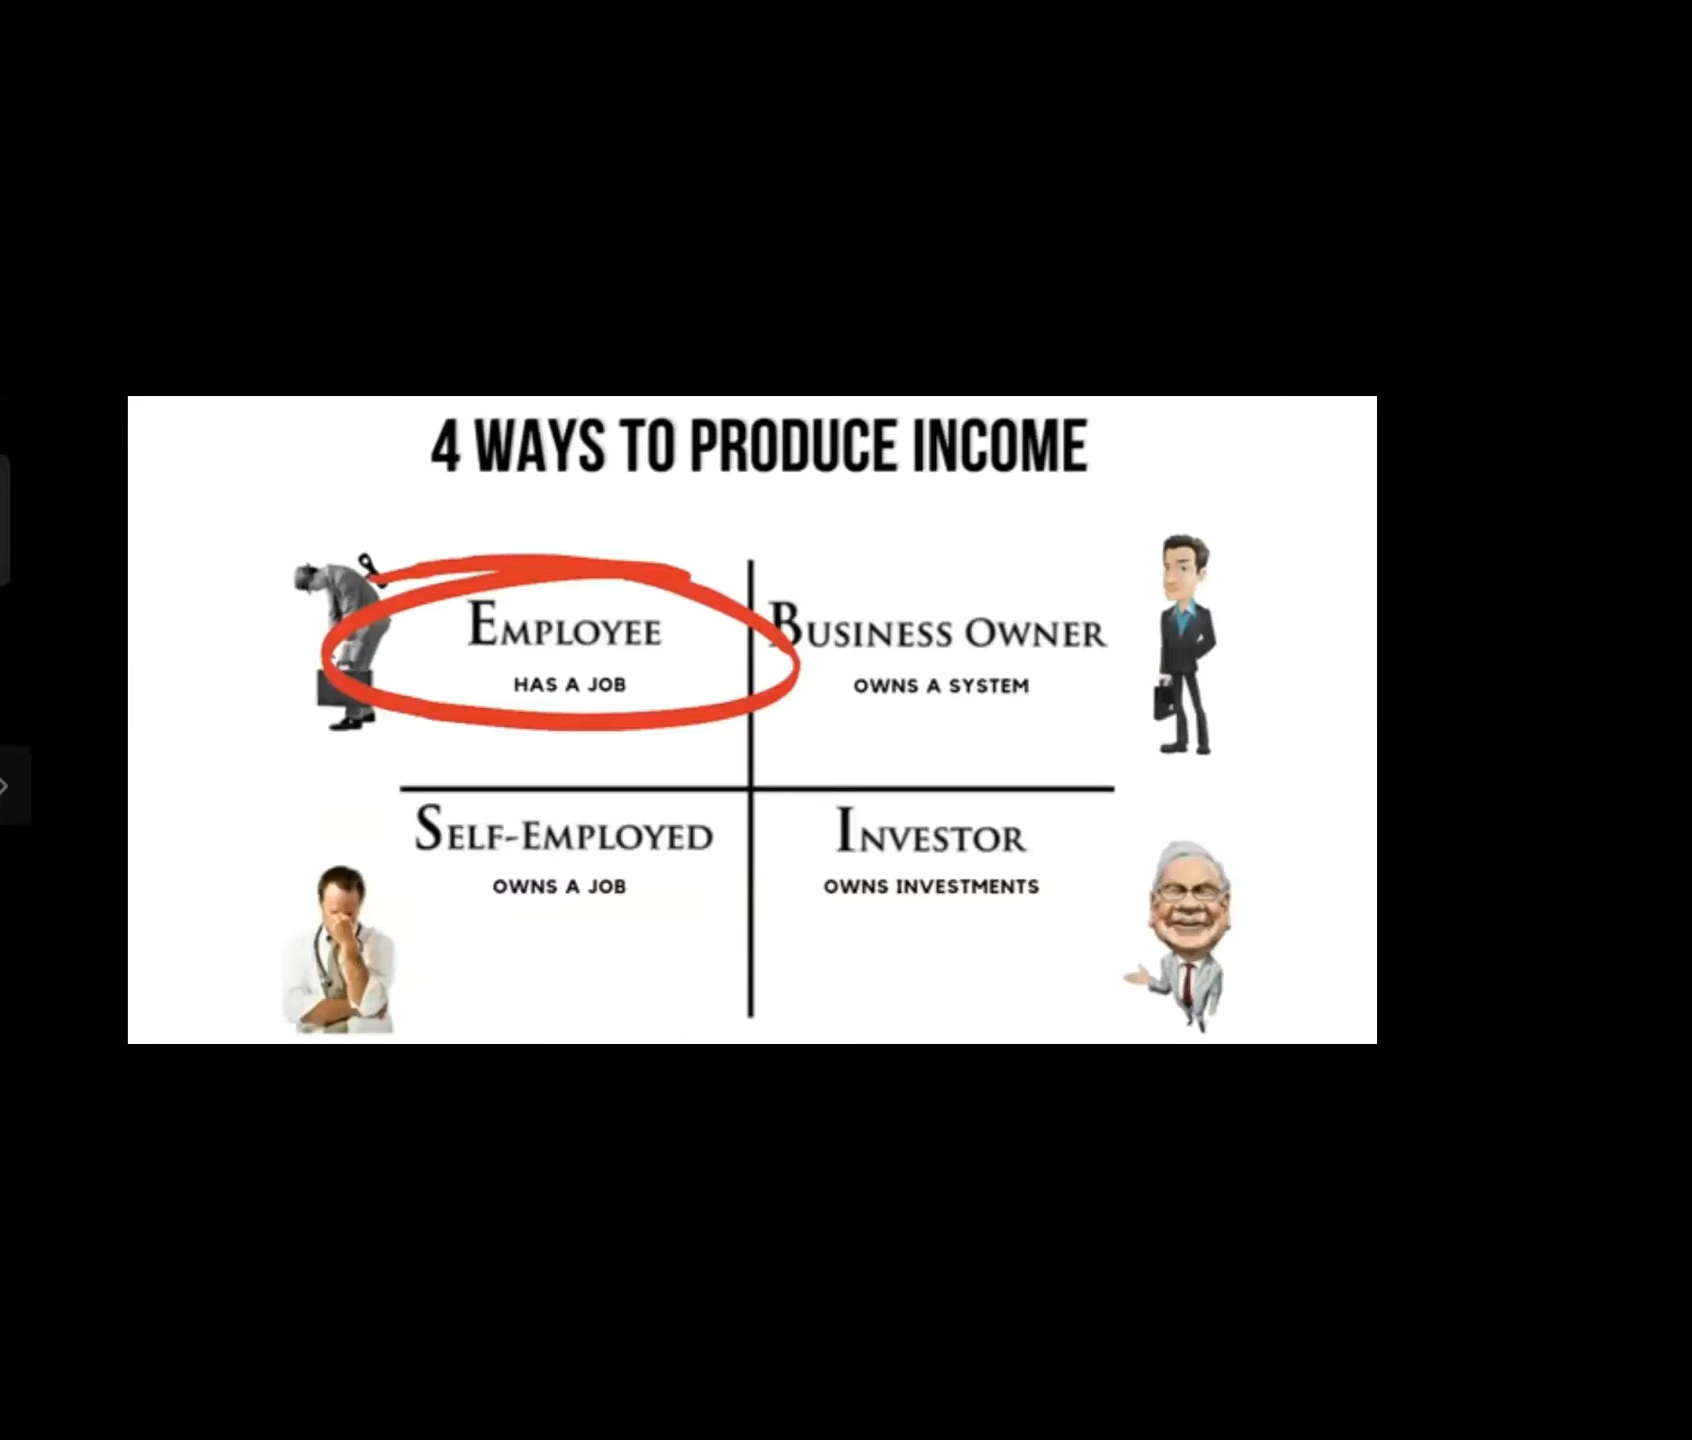 4 WAYS TO PRODUCE INCOME
EMPLOYEE
HAS A JOB
BUSINESS OWNER
OWNS A SYSTEM
SELF-EMPLOYED
OWNS A JOB
INVESTOR
OWNS INVESTMENTS